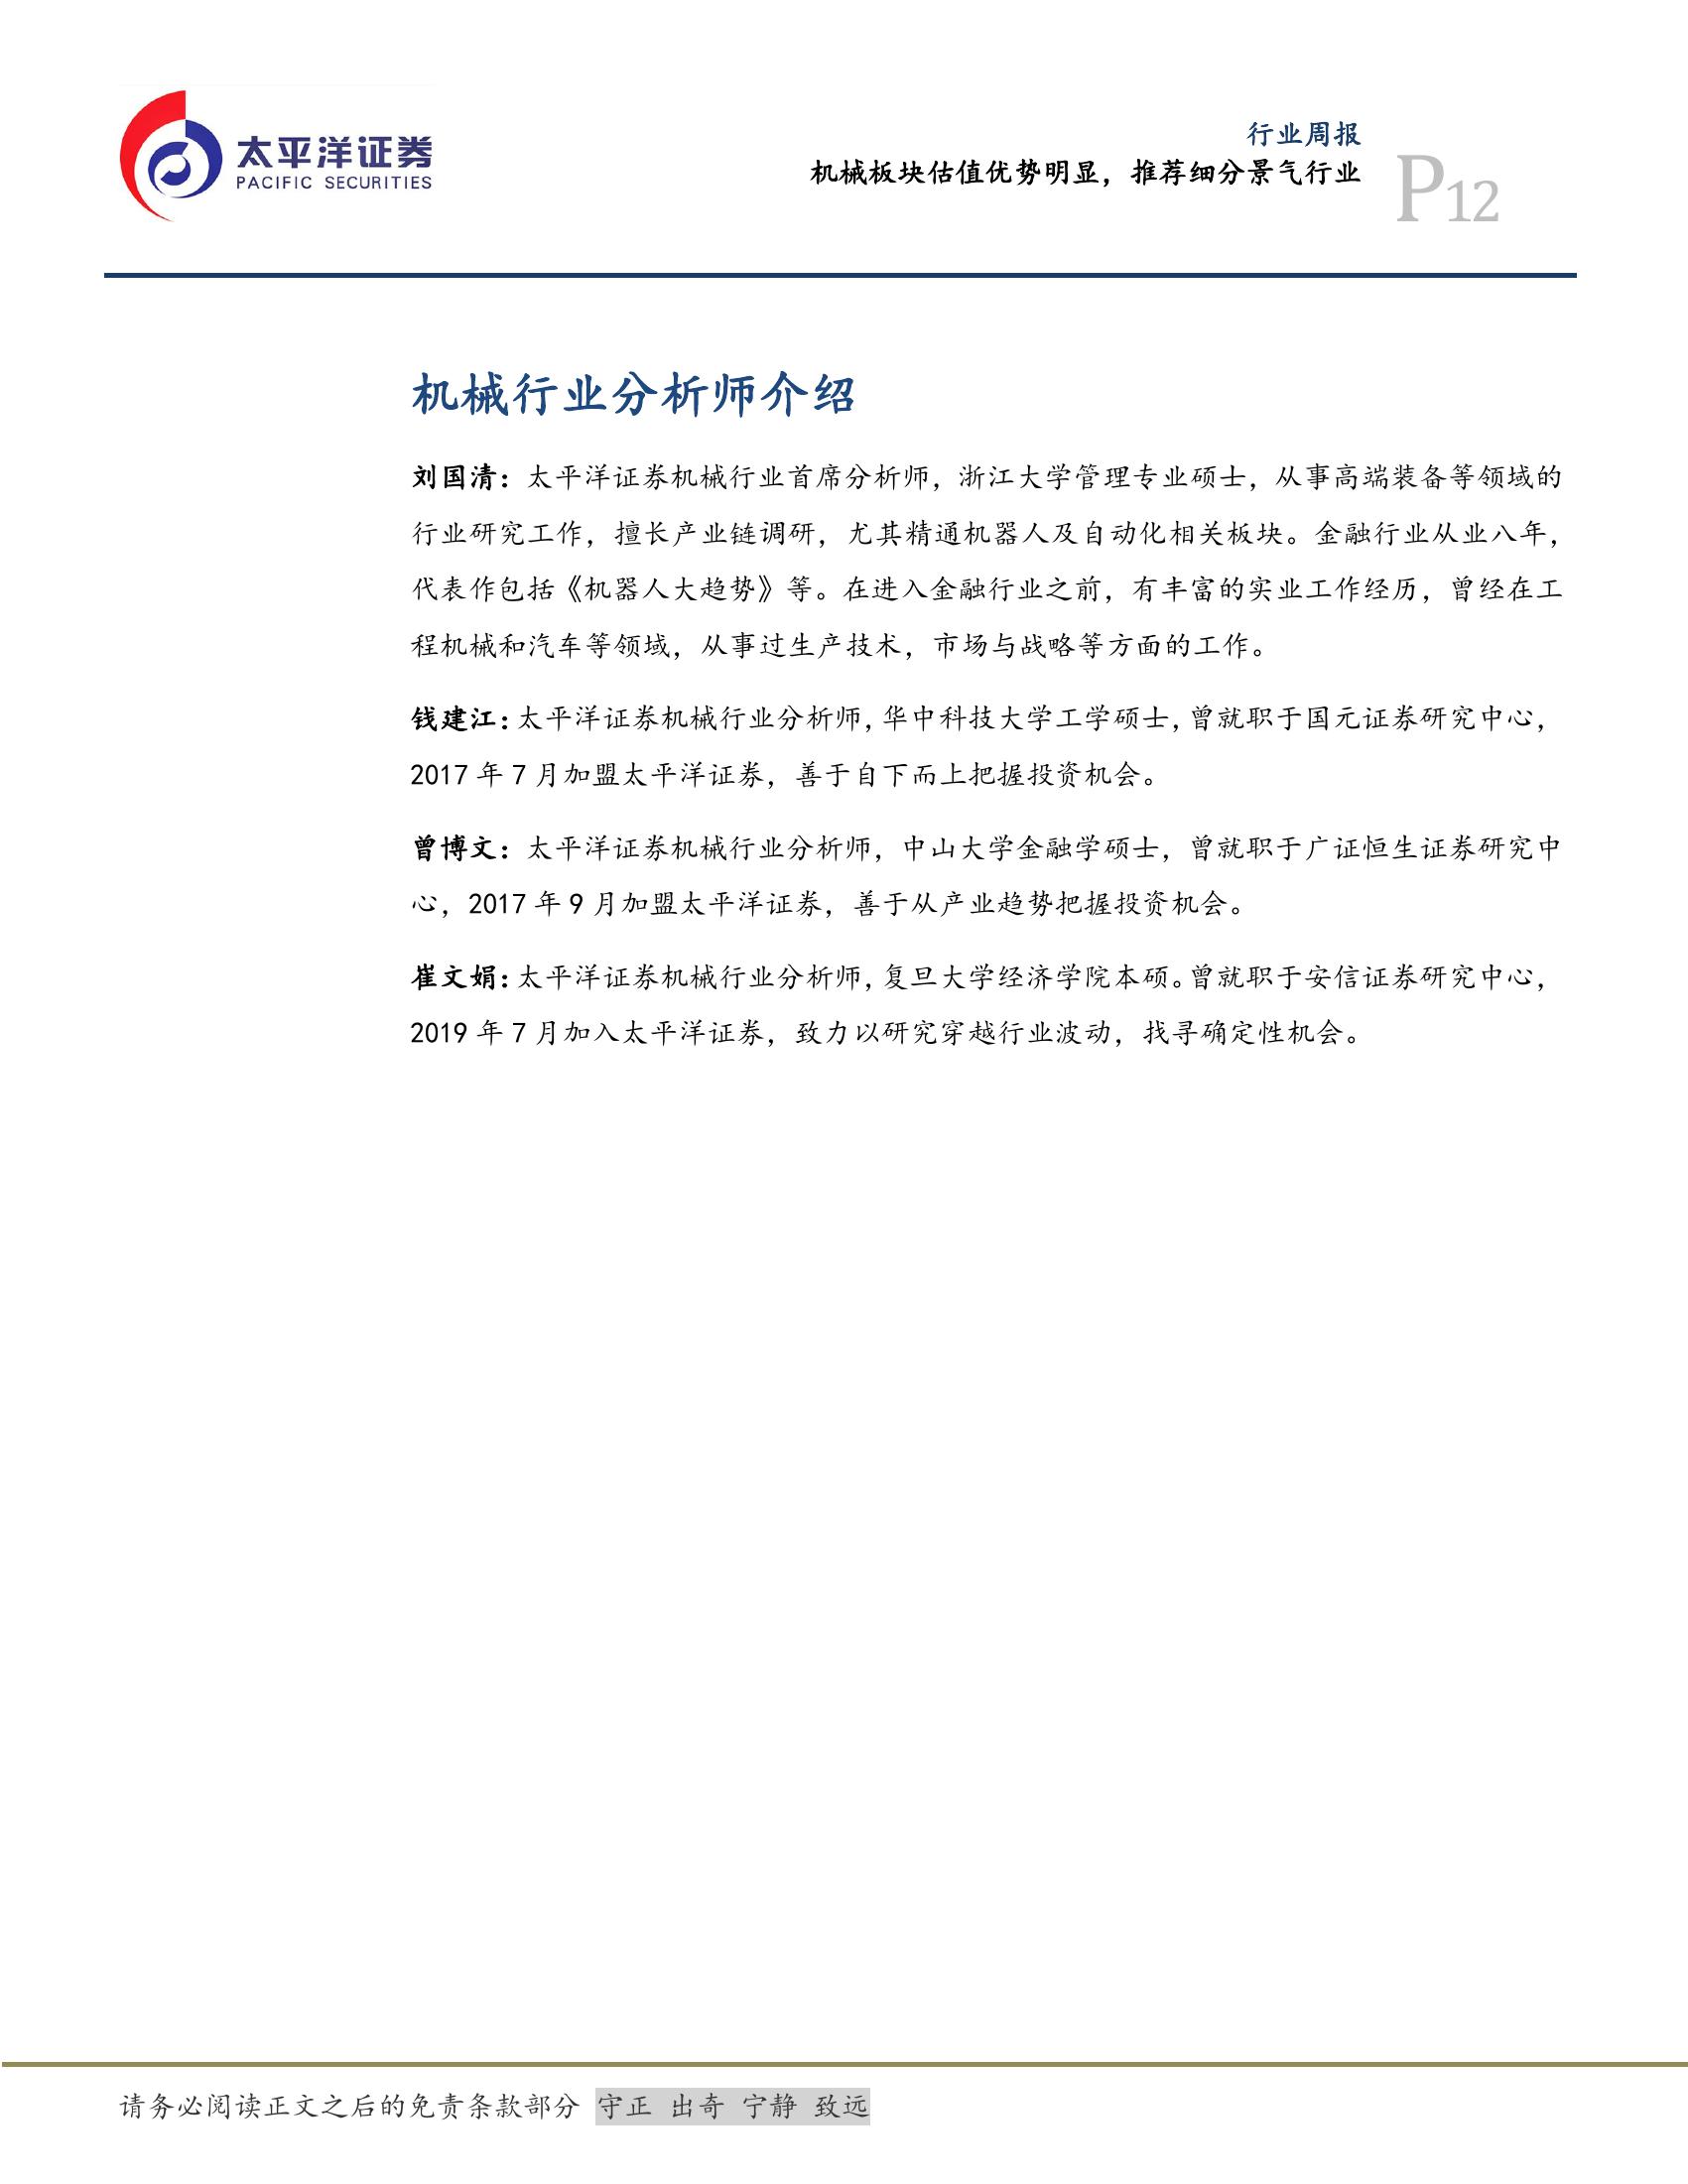 太平洋证券
PACIFIC SECURITIES
行业周报
机械板块估值优势明显，推荐细分景气行业
P12
机械行业分析师介绍
刘国清：太平洋证券机械行业首席分析师，浙江大学管理专业硕士，从事高端装备等领域的
行业研究工作，擅长产业链调研，尤其精通机器人及自动化相关板块。金融行业从业八年，
代表作包括《机器人大趋势》等。在进入金融行业之前，有丰富的实业工作经历，曾经在工
程机械和汽车等领域，从事过生产技术，市场与战略等方面的工作。
钱建江：太平洋证券机械行业分析师，华中科技大学工学硕士，曾就职于国元证券研究中心，
2017 年 7 月加盟太平洋证券，善于自下而上把握投资机会。
曾博文：太平洋证券机械行业分析师，中山大学金融学硕士，曾就职于广证恒生证券研究中
心，2017 年 9 月加盟太平洋证券，善于从产业趋势把握投资机会。
崔文娟：太平洋证券机械行业分析师，复旦大学经济学院本硕。曾就职于安信证券研究中心，
2019 年 7 月加入太平洋证券，致力以研究穿越行业波动，找寻确定性机会。
请务必阅读正文之后的免责条款部分 守正 出奇 宁静 致远